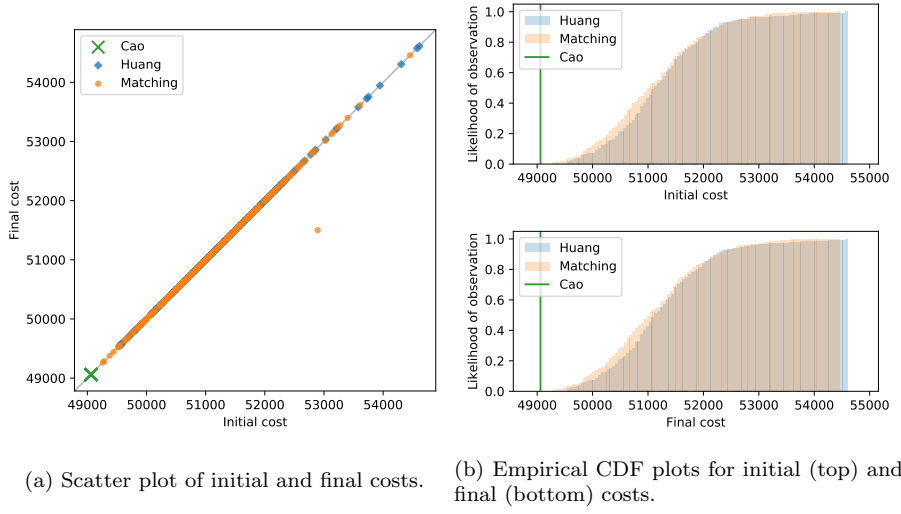 54000
53000
52000
51000
50000
49000
Final cost
Cao
Huang
Matching
49000 50000 51000 52000 53000 54000
Initial cost
1.0
0.8
0.6
0.4
0.2
0.0
Likelihood of observation
Huang
Matching
Cao
49000 50000 51000 52000 53000 54000 55000
Initial cost
1.0
0.8
0.6
0.4
0.2
0.0
Likelihood of observation
Huang
Matching
Cao
49000 50000 51000 52000 53000 54000 55000
Final cost
(a) Scatter plot of initial and final costs.
(b) Empirical CDF plots for initial (top) and
final (bottom) costs.